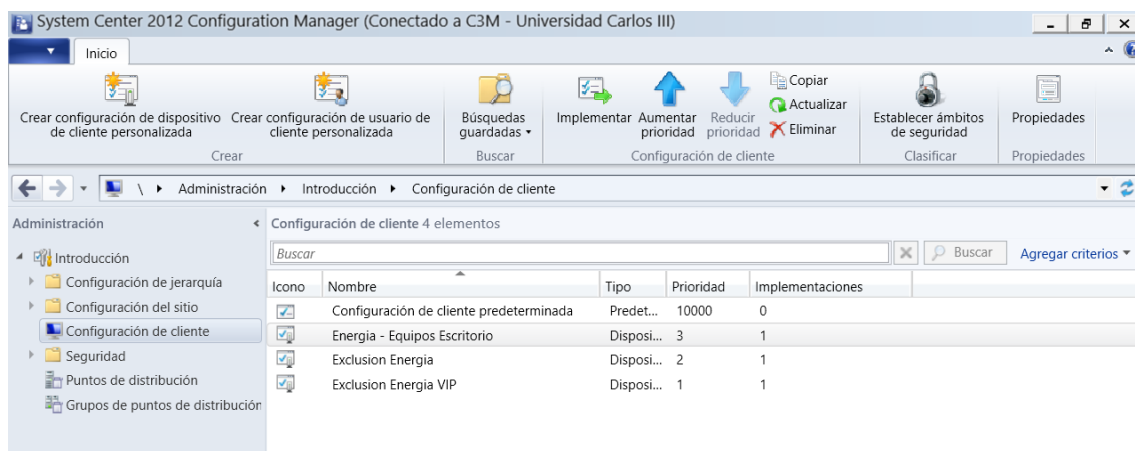 System Center 2012 Configuration Manager (Conectado a C3M - Universidad Carlos III)
Inicio
Crear configuración de dispositivo de cliente personalizada
Crear configuración de usuario de cliente personalizada
Búsquedas guardadas
Implementar
Aumentar prioridad
Reducir prioridad
Copiar
Actualizar
Eliminar
Establecer ámbitos de seguridad
Propiedades
Crear
Buscar
Configuración de cliente
Clasificar
Propiedades
\ Administración Introducción Configuración de cliente
Administración
Introducción
Configuración de jerarquía
Configuración del sitio
Configuración de cliente
Seguridad
Puntos de distribución
Grupos de puntos de distribución
Configuración de cliente 4 elementos
Buscar
Buscar
Agregar criterios
Icono Nombre Tipo Prioridad Implementaciones
Configuración de cliente predeterminada Predet... 10000 0
Energia - Equipos Escritorio Disposi... 3 1
Exclusion Energia Disposi... 2 1
Exclusion Energia VIP Disposi... 1 1